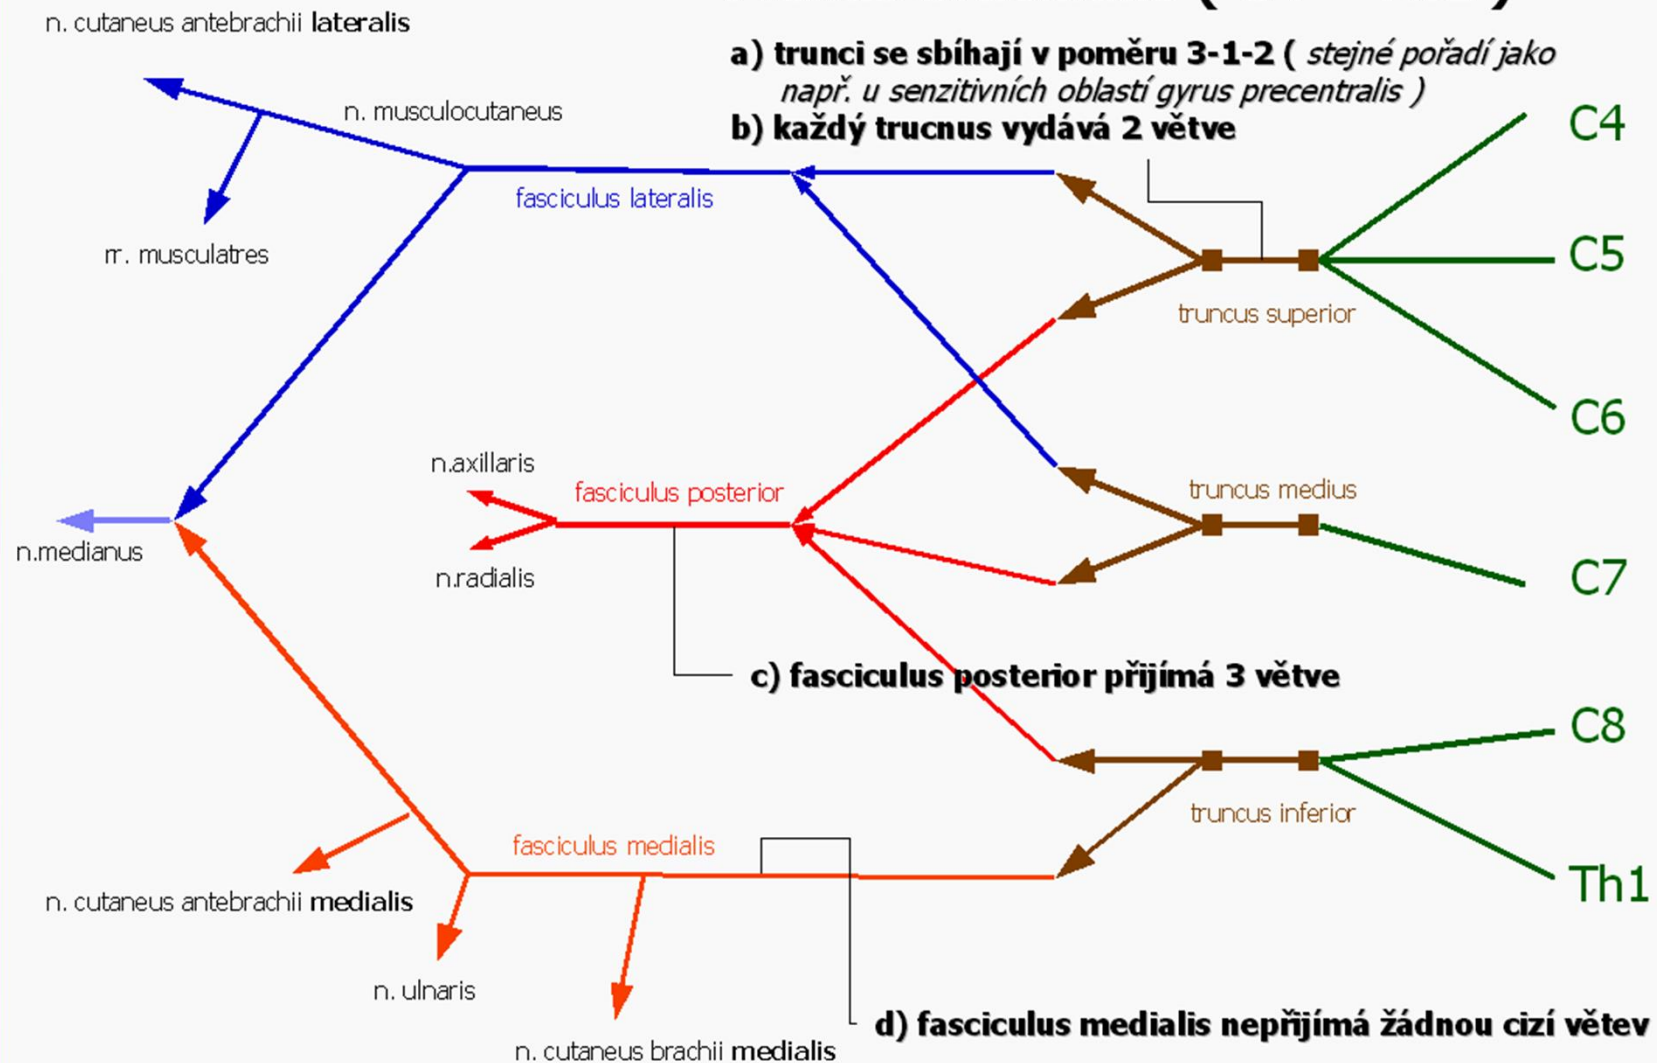 n. cutaneus antebrachii lateralis
a) trunci se sbíhají v poměru 3-1-2 ( stejné pořadí jako
např. u senzitivních oblastí gyrus precentralis )
b) každý trucnus vydává 2 větve
n. musculocutaneus
C4
fasciculus lateralis
rr. musculatres
C5
truncus superior
C6
n.axillaris
fasciculus posterior
truncus medius
n.medianus
n.radialis
C7
c) fasciculus posterior přijímá 3 větve
C8
truncus inferior
fasciculus medialis
Th1
n. cutaneus antebrachii medialis
n. ulnaris
d) fasciculus medialis nepřijímá žádnou cizí větev
n. cutaneus brachii medialis